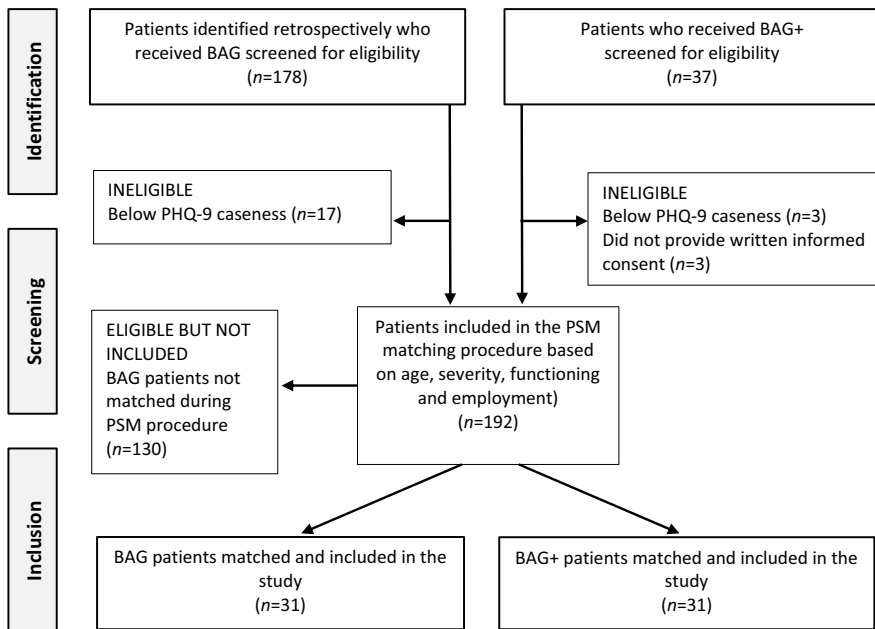 Identification
Patients identified retrospectively who
received BAG screened for eligibility
(n=178)
Patients who received BAG+
screened for eligibility
(n=37)
INELIGIBLE
Below PHQ-9 caseness (n=17)
INELIGIBLE
Below PHQ-9 caseness (n=3)
Did not provide written informed
consent (n=3)
Screening
ELIGIBLE BUT NOT
INCLUDED
BAG patients not
matched during
PSM procedure
(n=130)
Patients included in the PSM
matching procedure based
on age, severity, functioning
and employment)
(n=192)
Inclusion
BAG patients matched and included in the
study
(n=31)
BAG+ patients matched and included in the
study
(n=31)